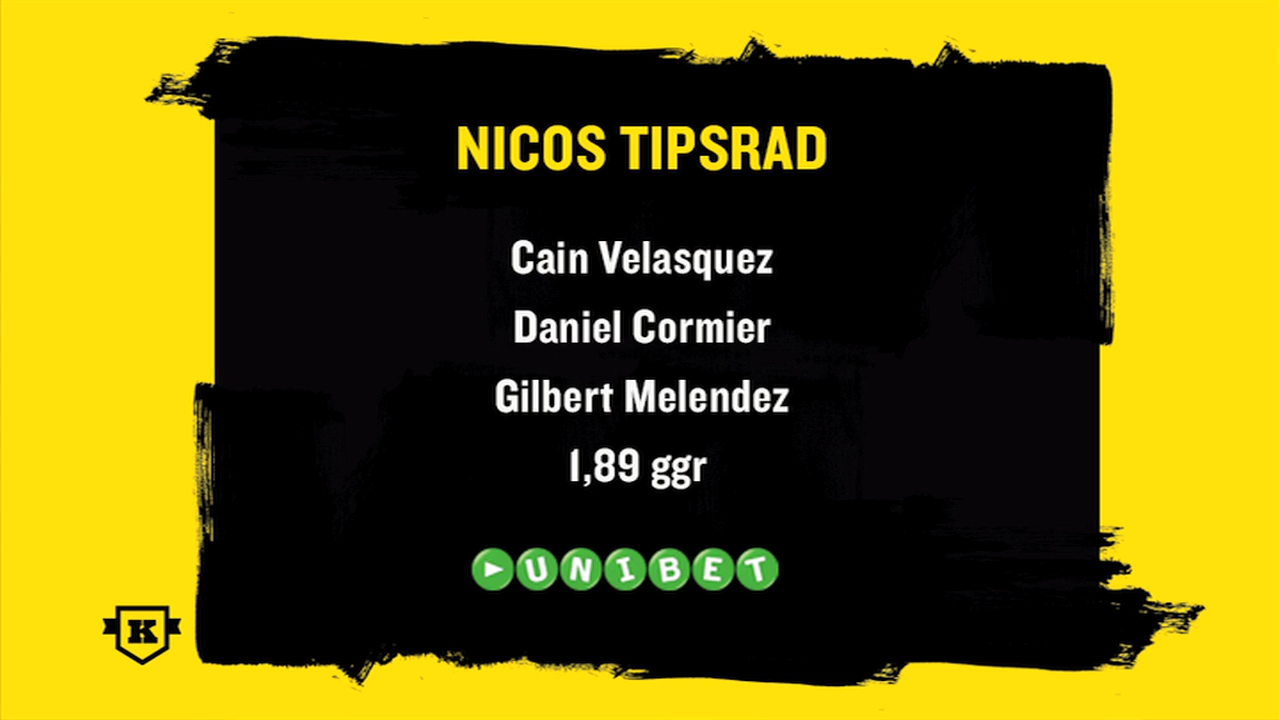 NICOS TIPSRAD
Cain Velasquez
Daniel Cormier
Gilbert Melendez
1,89 ggr
UNIBET
K